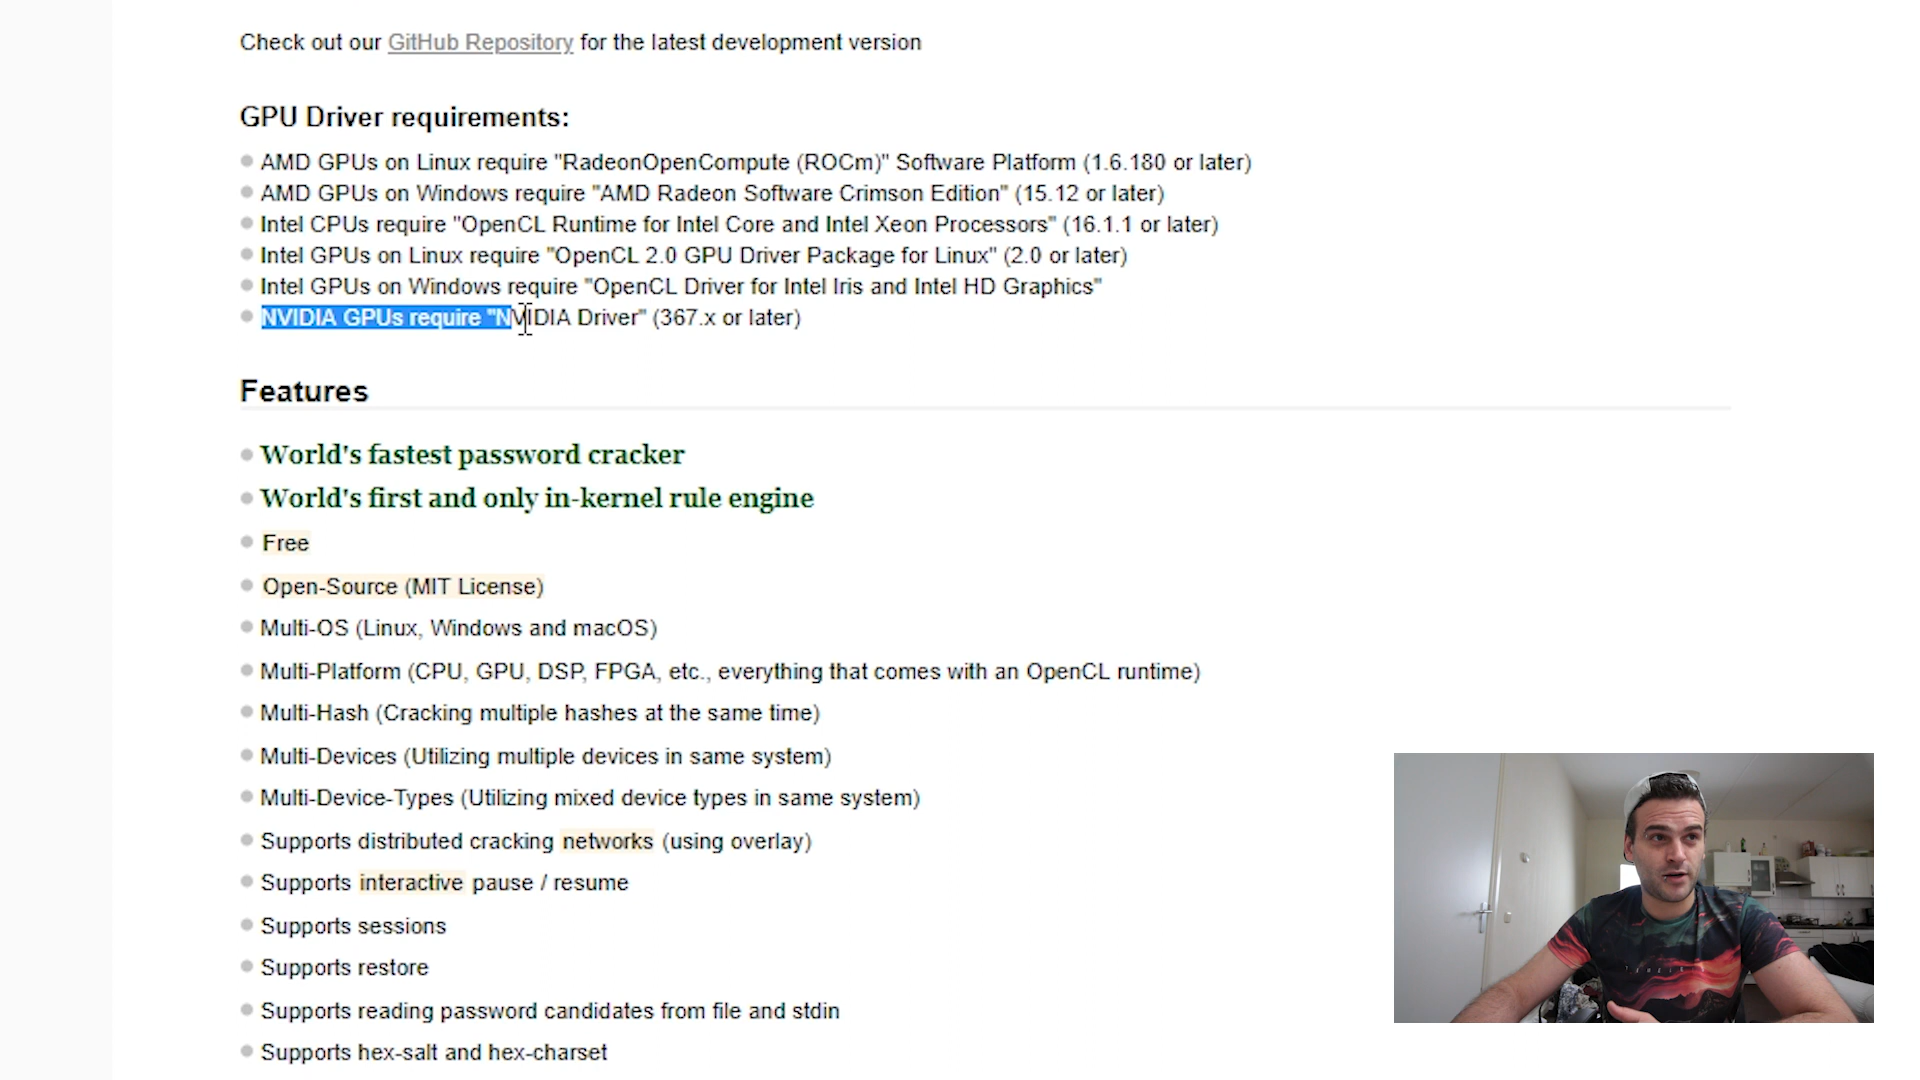 Check out our GitHub Repository for the latest development version
GPU Driver requirements:
AMD GPUs on Linux require "RadeonOpenCompute (ROCm)" Software Platform (1.6.180 or later)
AMD GPUs on Windows require "AMD Radeon Software Crimson Edition" (15.12 or later)
Intel CPUs require "OpenCL Runtime for Intel Core and Intel Xeon Processors" (16.1.1 or later)
Intel GPUs on Linux require "OpenCL 2.0 GPU Driver Package for Linux" (2.0 or later)
Intel GPUs on Windows require "OpenCL Driver for Intel Iris and Intel HD Graphics"
NVIDIA GPUs require "NVIDIA Driver" (367.x or later)
Features
World's fastest password cracker
World's first and only in-kernel rule engine
Free
Open-Source (MIT License)
Multi-OS (Linux, Windows and macOS)
Multi-Platform (CPU, GPU, DSP, FPGA, etc., everything that comes with an OpenCL runtime)
Multi-Hash (Cracking multiple hashes at the same time)
Multi-Devices (Utilizing multiple devices in same system)
Multi-Device-Types (Utilizing mixed device types in same system)
Supports distributed cracking networks (using overlay)
Supports interactive pause / resume
Supports sessions
Supports restore
Supports reading password candidates from file and stdin
Supports hex-salt and hex-charset